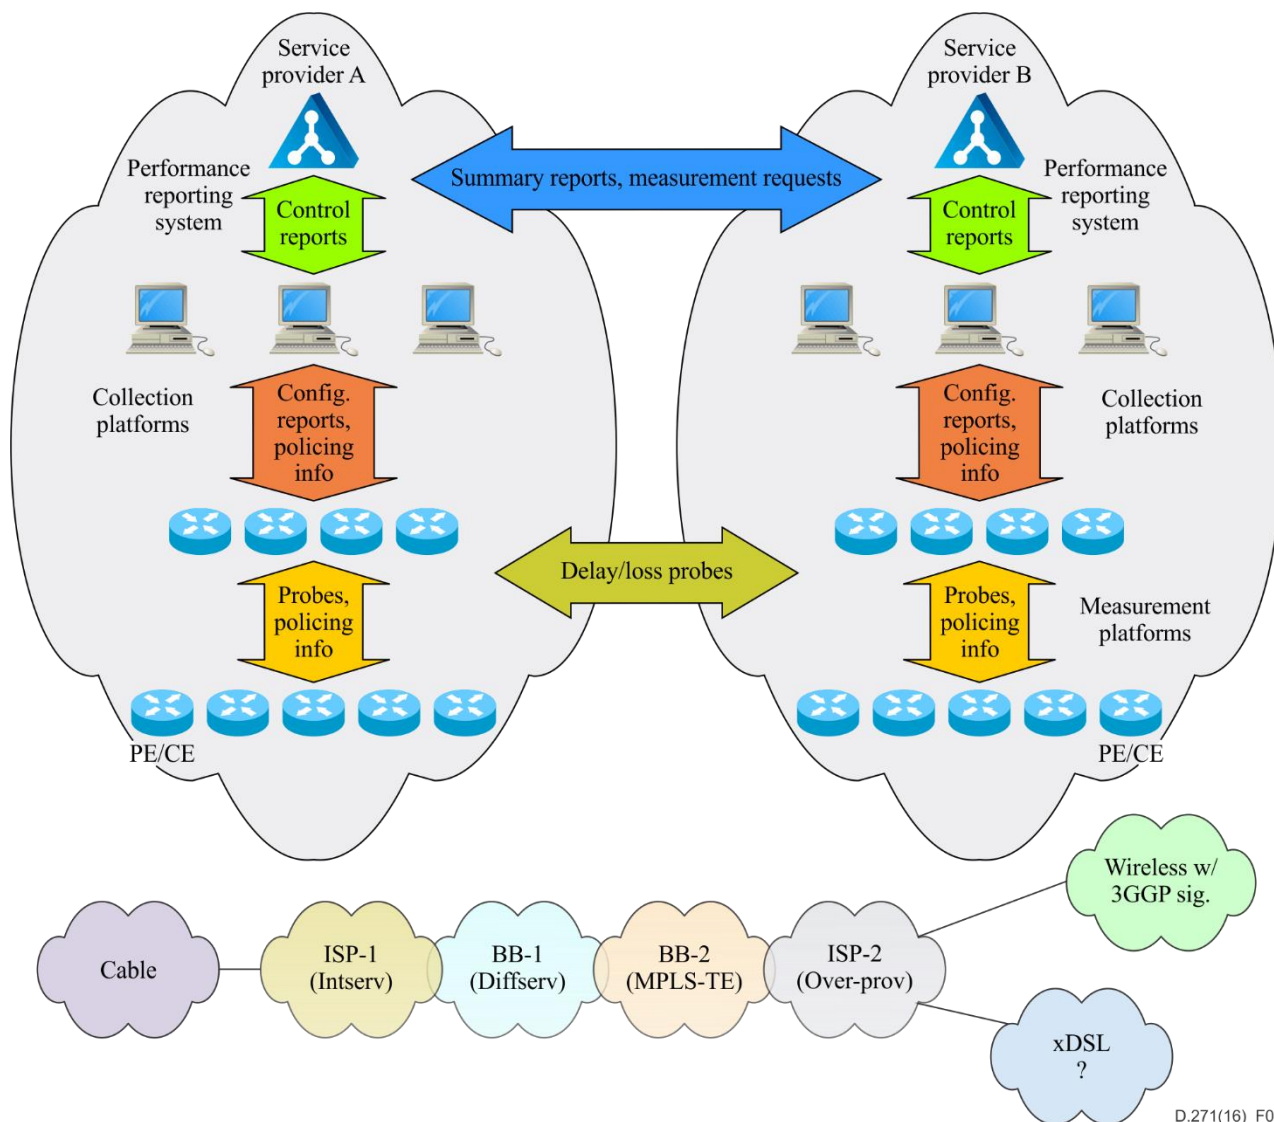 Service
provider A
Service
provider B
Performance
reporting
system
Summary reports, measurement requests
Performance
reporting
system
Control
reports
Control
reports
Collection
platforms
Config.
reports,
policing
info
Config.
reports,
policing
info
Collection
platforms
Delay/loss probes
Probes,
policing
info
Probes,
policing
info
Measurement
platforms
PE/CE
PE/CE
Wireless w/
3GGP sig.
Cable
ISP-1
(Intserv)
BB-1
(Diffserv)
BB-2
(MPLS-TE)
ISP-2
(Over-prov)
xDSL
?
D.271(16)_F0